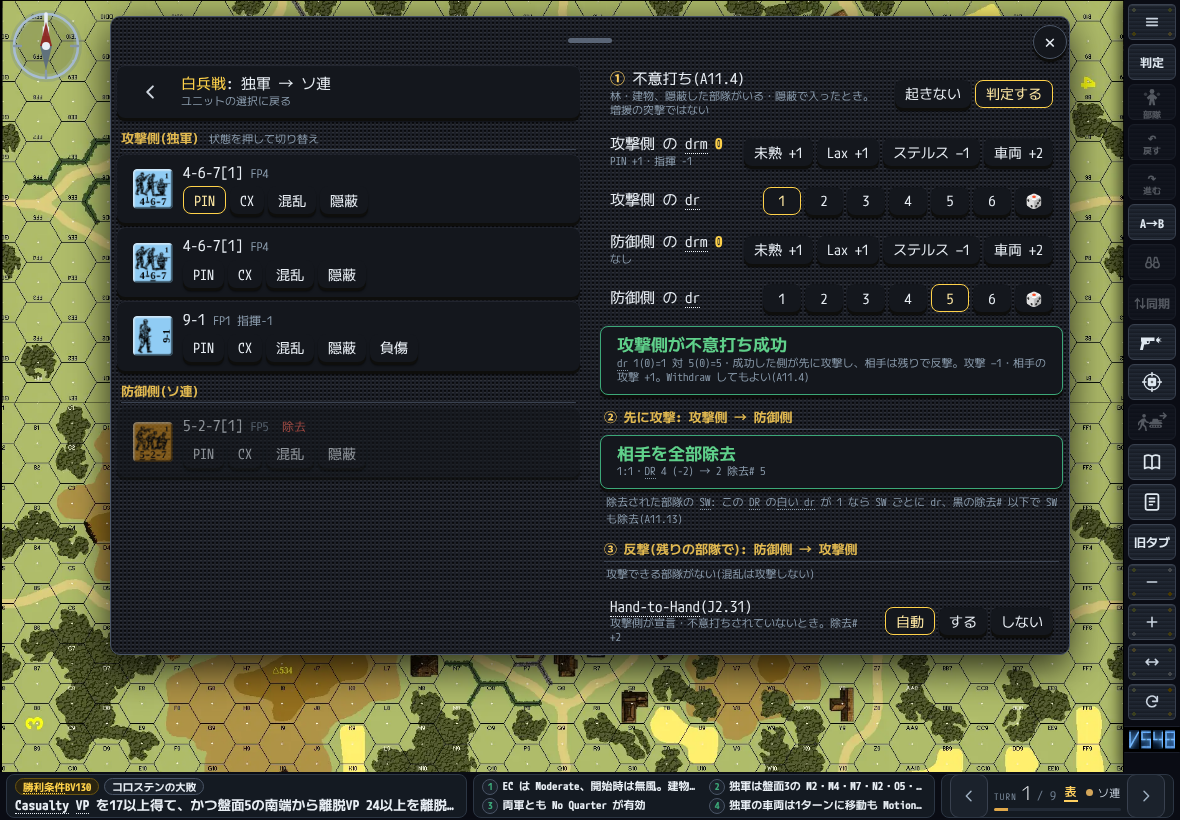 白兵戦: 独軍 → ソ連
ユニットの選択に戻る
攻撃側(独軍) 状態を押して切り替え
4-6-7[1] FP4
PIN CX 混乱 隠蔽
4-6-7[1] FP4
PIN CX 混乱 隠蔽
9-1 FP1 指揮-1
PIN CX 混乱 隠蔽 負傷
防御側(ソ連)
5-2-7[1] FP5 除去
PIN CX 混乱 隠蔽
① 不意打ち(A11.4)
林・建物、隠蔽した部隊がいる・隠蔽で入ったとき。
増援の突撃ではない
起きない 判定する
攻撃側 の drm 0
PIN +1・指揮 -1
未熟 +1 Lax +1 ステルス −1 車両 +2
攻撃側 の dr
1 2 3 4 5 6
防御側 の drm 0
なし
未熟 +1 Lax +1 ステルス −1 車両 +2
防御側 の dr
1 2 3 4 5 6
攻撃側が不意打ち成功
dr 1(0)=1 対 5(0)=5・成功した側が先に攻撃し、相手は残りで反撃。攻撃 −1・相手の
攻撃 +1。Withdraw してもよい(A11.4)
② 先に攻撃: 攻撃側 → 防御側
相手を全部除去
1:1・DR 4 (-2) → 2 除去# 5
除去された部隊の SW: この DR の白い dr が 1 なら SW ごとに dr、黒の除去# 以下で SW
も除去(A11.13)
③ 反撃(残りの部隊で): 防御側 → 攻撃側
攻撃できる部隊がない(混乱は攻撃しない)
Hand-to-Hand(J2.31)
攻撃側が宣言・不意打ちされていないとき。除去#
+2
自動 する しない
判定
部隊
戻す
進む
A→B
⇅同期
旧タブ
V548
勝利条件BV130 コロステンの大敗
Casualty VP を17以上得て、かつ盤面5の南端から離脱VP 24以上を離脱…
1 EC は Moderate、開始時は無風。建物…
2 独軍は盤面3の M2・M4・M7・N2・O5・…
3 両軍とも No Quarter が有効
4 独軍の車両は1ターンに移動も Motion…
TURN 1 / 9 表 ソ連